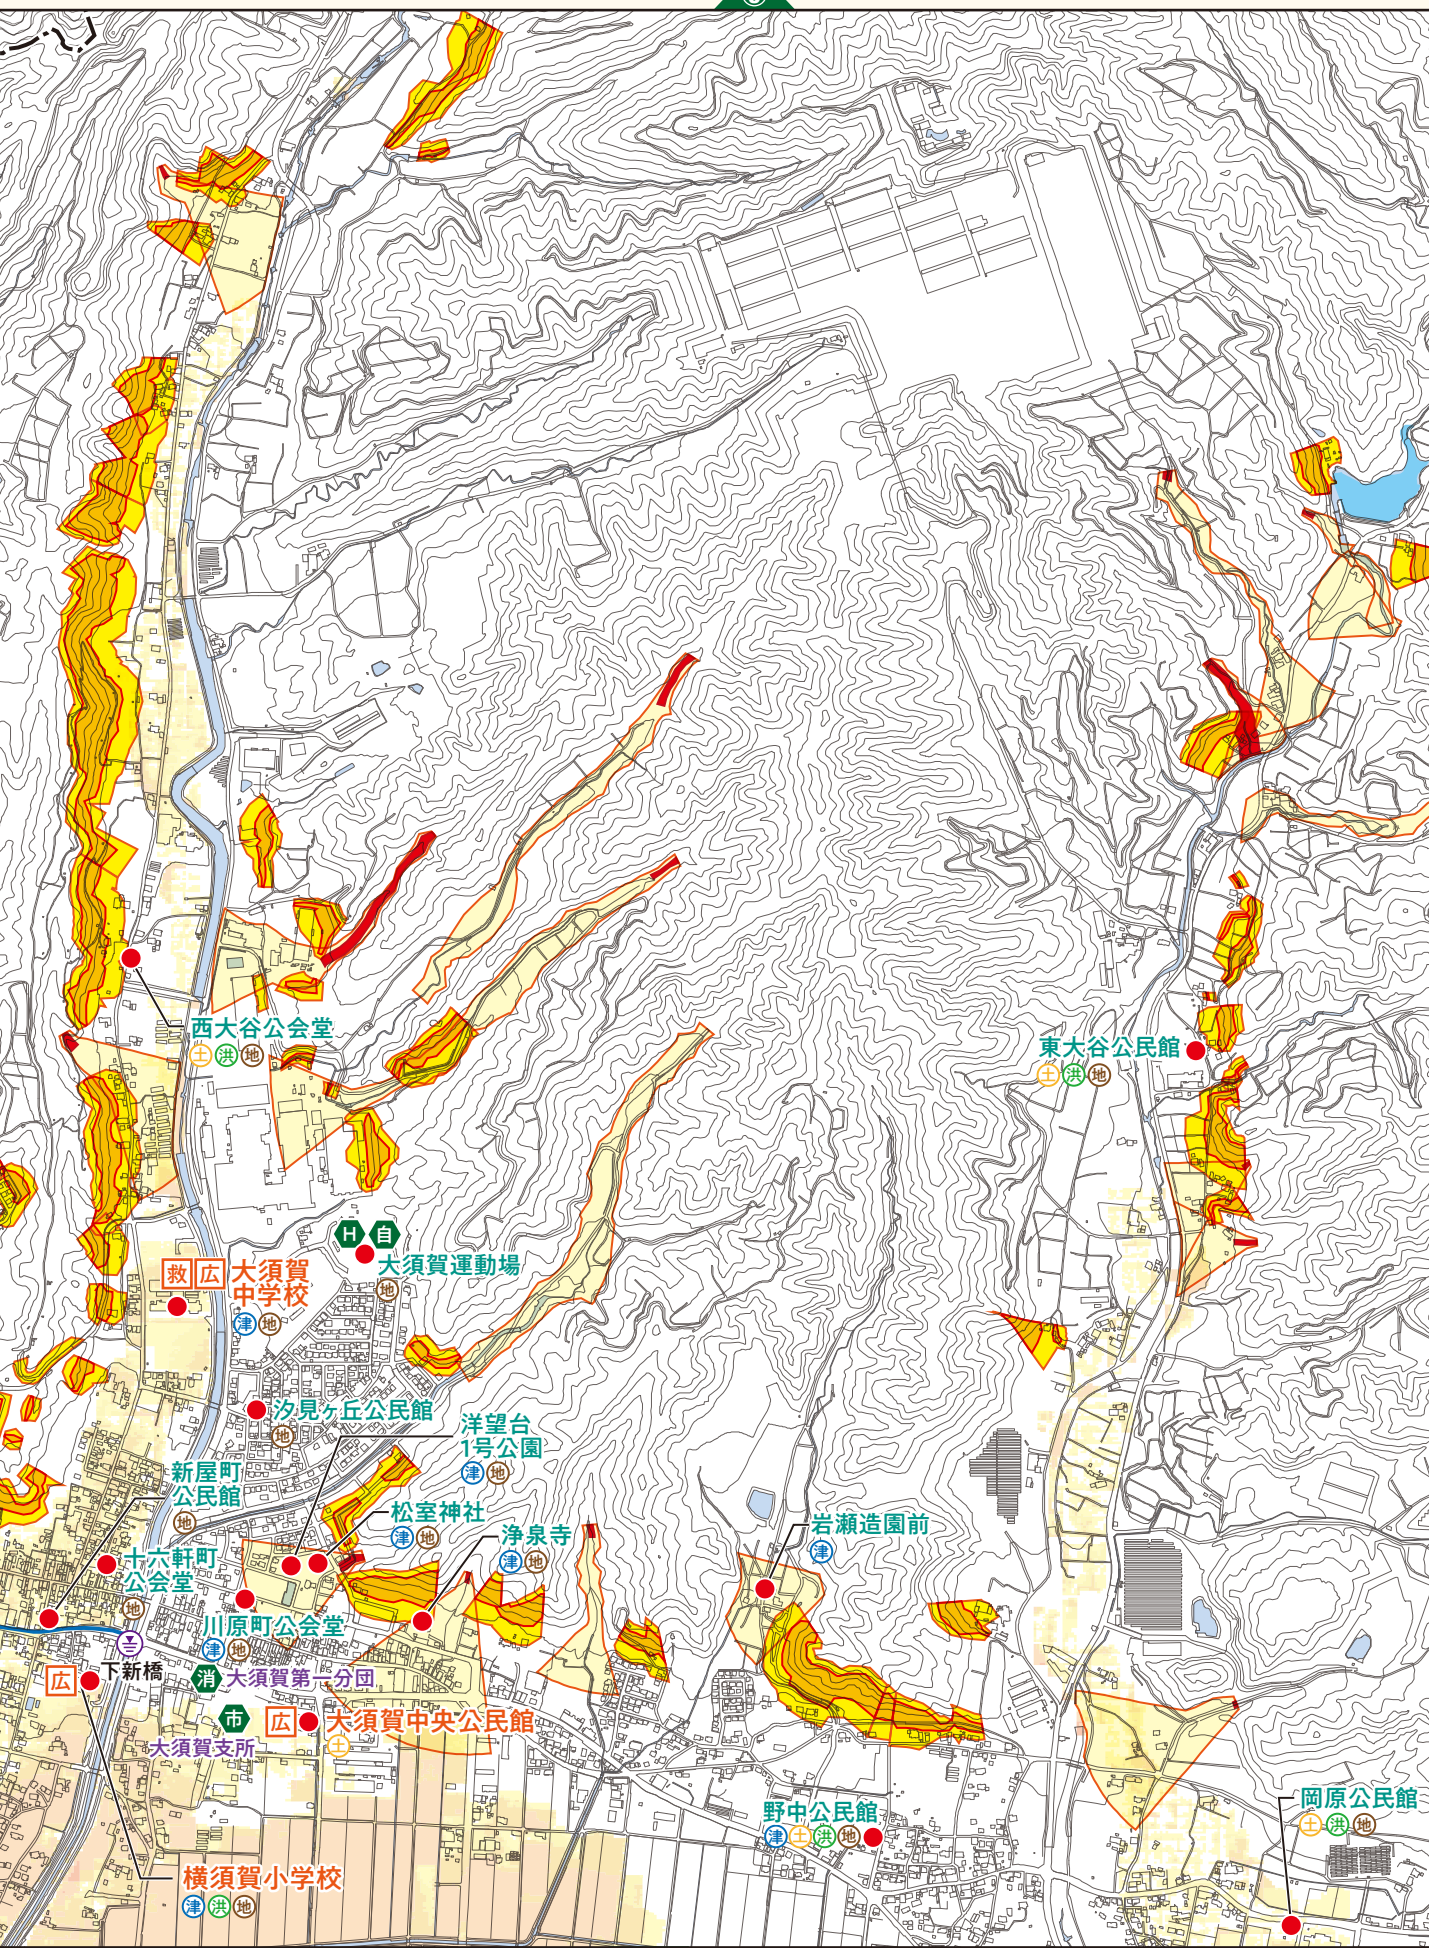 西大谷公会堂
土 洪 地
東大谷公民館
土 洪 地
H 自
大須賀運動場
地
救 広 大須賀
中学校
津 地
汐見ヶ丘公民館
地
洋望台
1号公園
津 地
新屋町
公民館
地
松室神社
津 地
浄泉寺
津 地
岩瀬造園前
津
十六軒町
公会堂
地
川原町公会堂
津 地
下新橋
消 大須賀第一分団
広
市
大須賀支所
広 大須賀中央公民館
土
野中公民館
津 土 洪 地
岡原公民館
土 洪 地
横須賀小学校
津 洪 地